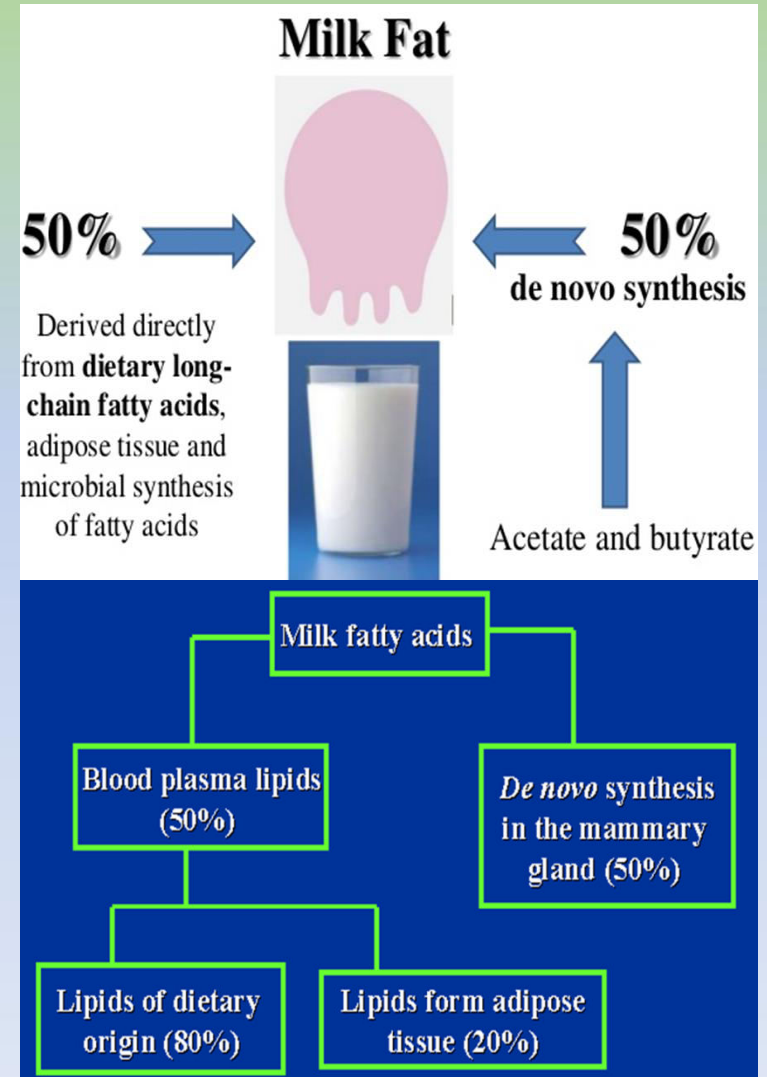 Milk Fat
50%
Derived directly
from dietary long-
chain fatty acids,
adipose tissue and
microbial synthesis
of fatty acids
50%
de novo synthesis
Acetate and butyrate
Milk fatty acids
Blood plasma lipids
(50%)
De novo synthesis
in the mammary
gland (50%)
Lipids of dietary
origin (80%)
Lipids form adipose
tissue (20%)